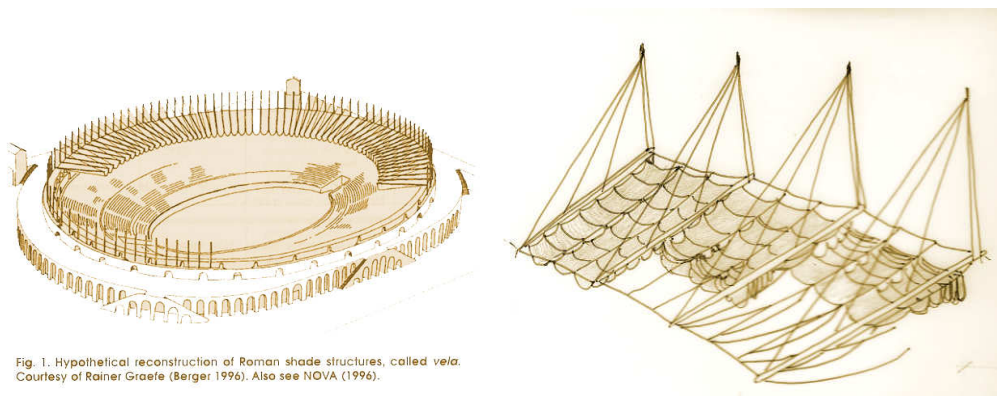 Fig. 1. Hypothetical reconstruction of Roman shade structures, called vela.
Courtesy of Rainer Graefe (Berger 1996). Also see NOVA (1996).